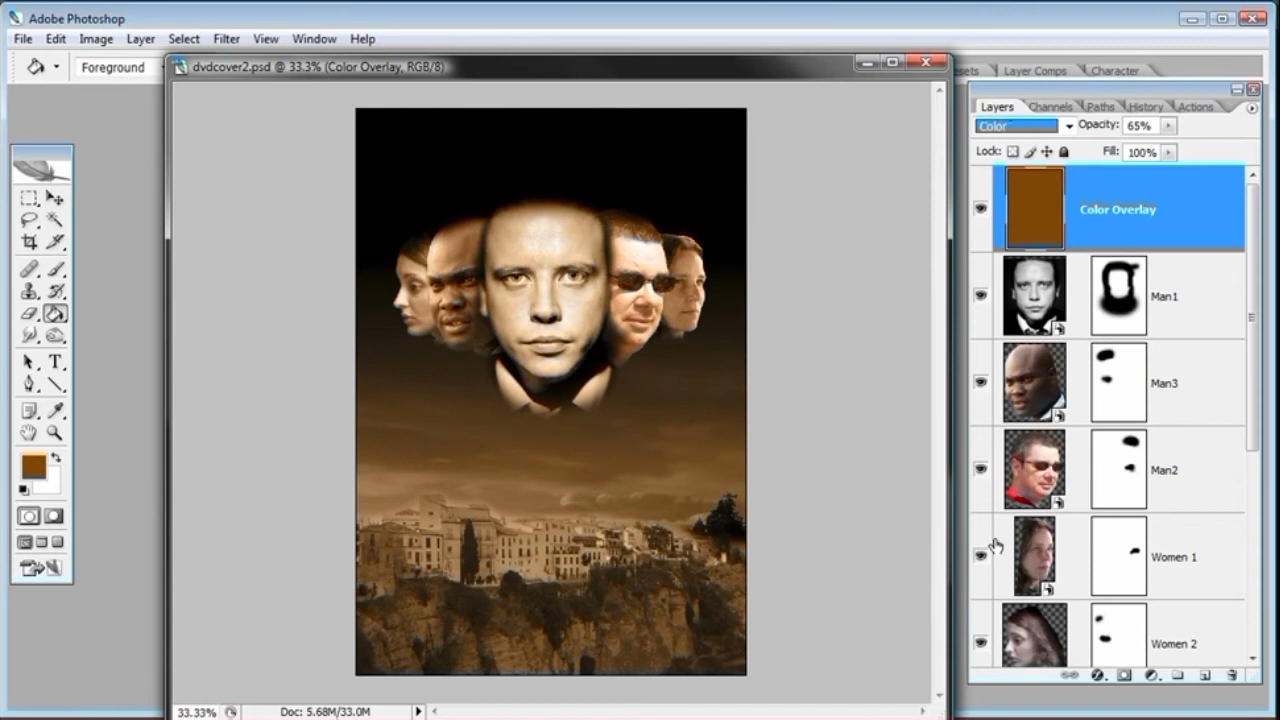 Adobe Photoshop
File Edit Image Layer Select Filter View Window Help
Foreground
dvdcover2.psd @ 33.3% (Color Overlay, RGB/8)
esets Layer Comps Character
Layers Channels Paths History Actions
Color Opacity: 65%
Lock: Fill: 100%
Color Overlay
Man1
Man3
Man2
Women 1
Women 2
T
33.33% Doc: 5.68M/33.0M